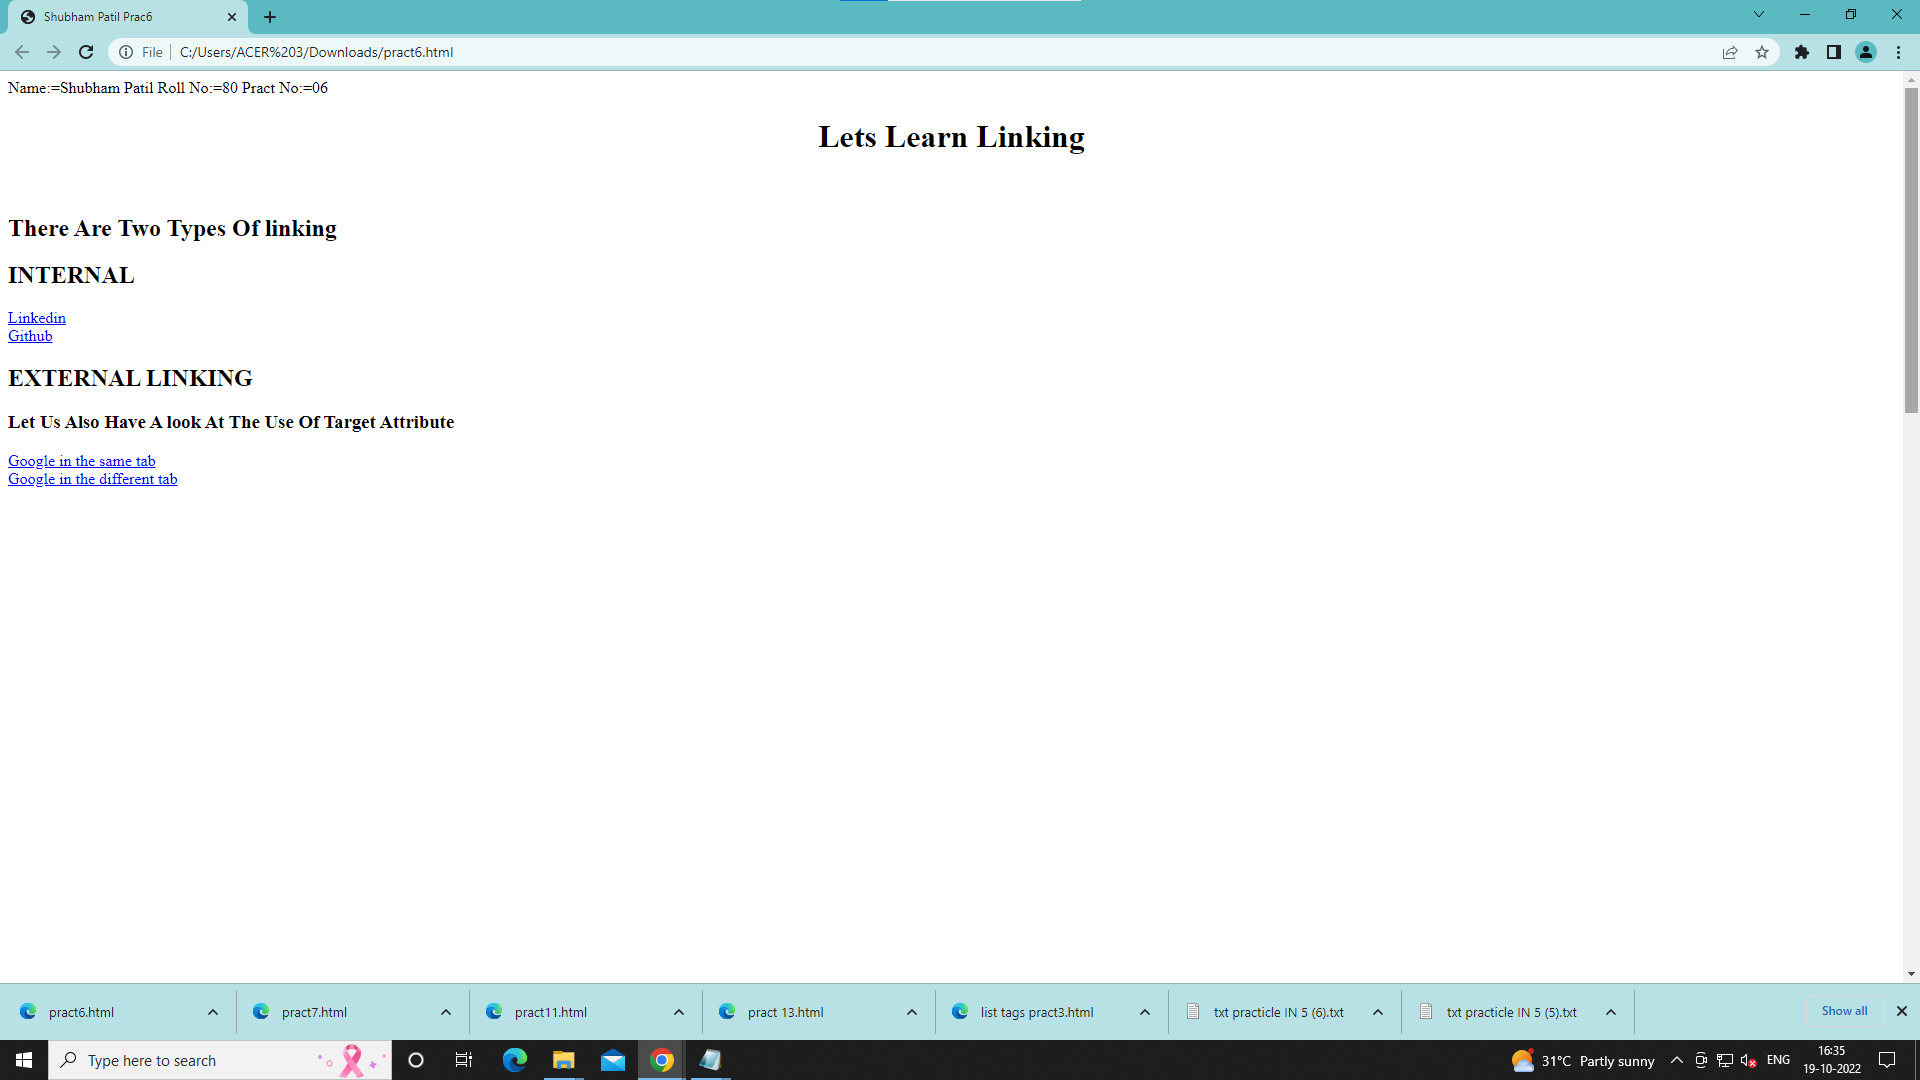 Shubham Patil Prac6
File
C:/Users/ACER%203/Downloads/pract6.html
Name:=Shubham Patil Roll No:=80 Pract No:=06
Lets Learn Linking
There Are Two Types Of linking
INTERNAL
Linkedin
Github
EXTERNAL LINKING
Let Us Also Have A look At The Use Of Target Attribute
Google in the same tab
Google in the different tab
pract6.html
pract7.html
pract11.html
pract 13.html
list tags pract3.html
txt practicle IN 5 (6).txt
txt practicle IN 5 (5).txt
Show all
Type here to search
31°C Partly sunny
ENG
16:35
19-10-2022